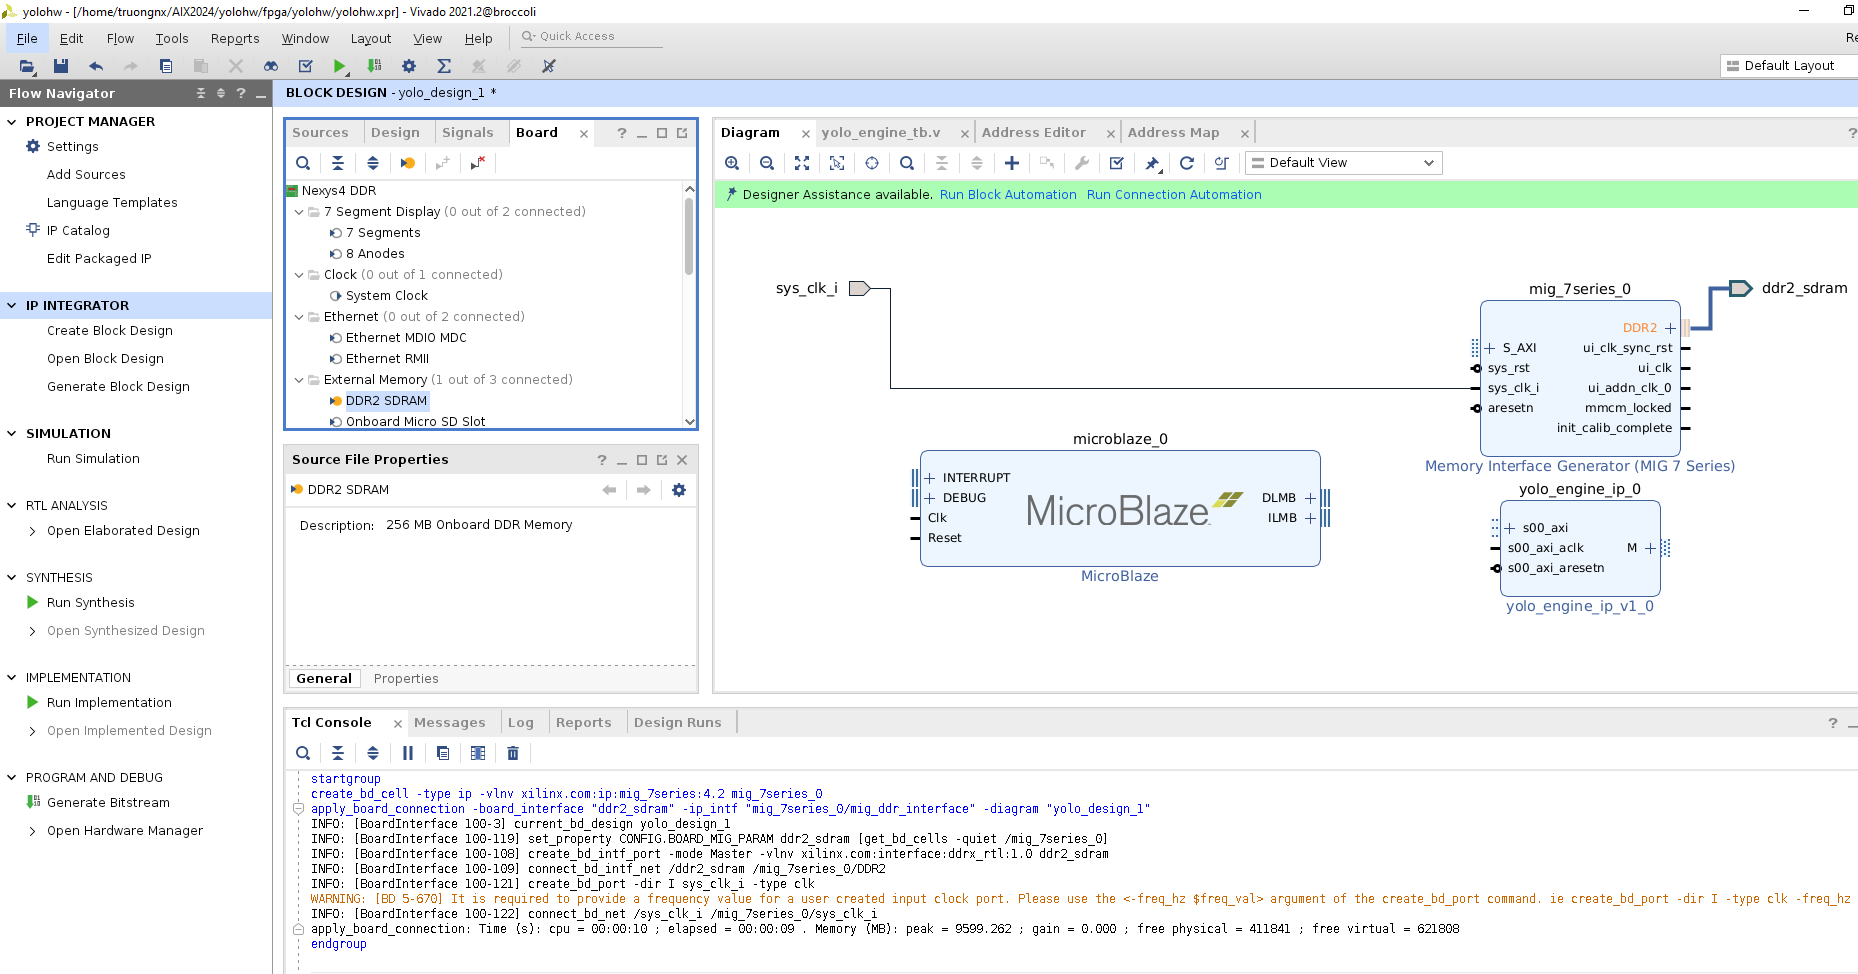 yolohw - [/home/truongnx/AIX2024/yolohw/fpga/yolohw/yolohw.xpr] - Vivado 2021.2@broccoli
File Edit Flow Tools Reports Window Layout View Help Quick Access
Default Layout
Flow Navigator
PROJECT MANAGER
Settings
Add Sources
Language Templates
IP Catalog
Edit Packaged IP
IP INTEGRATOR
Create Block Design
Open Block Design
Generate Block Design
SIMULATION
Run Simulation
RTL ANALYSIS
Open Elaborated Design
SYNTHESIS
Run Synthesis
Open Synthesized Design
IMPLEMENTATION
Run Implementation
Open Implemented Design
PROGRAM AND DEBUG
Generate Bitstream
Open Hardware Manager
BLOCK DESIGN - yolo_design_1 *
Sources Design Signals Board
Nexys4 DDR
7 Segment Display (0 out of 2 connected)
7 Segments
8 Anodes
Clock (0 out of 1 connected)
System Clock
Ethernet (0 out of 2 connected)
Ethernet MDIO MDC
Ethernet RMII
External Memory (1 out of 3 connected)
DDR2 SDRAM
Onboard Micro SD Slot
Source File Properties
DDR2 SDRAM
Description: 256 MB Onboard DDR Memory
General Properties
Diagram yolo_engine_tb.v Address Editor Address Map
Default View
Designer Assistance available. Run Block Automation Run Connection Automation
sys_clk_i
mig_7series_0
ddr2_sdram
DDR2
S_AXI ui_clk_sync_rst
sys_rst ui_clk
sys_clk_i ui_addn_clk_0
aresetn mmcm_locked
init_calib_complete
Memory Interface Generator (MIG 7 Series)
microblaze_0
INTERRUPT
DEBUG
Clk
Reset
MicroBlaze
DLMB
ILMB
MicroBlaze
yolo_engine_ip_0
s00_axi
s00_axi_aclk M
s00_axi_aresetn
yolo_engine_ip_v1_0
Tcl Console Messages Log Reports Design Runs
startgroup
create_bd_cell -type ip -vlnv xilinx.com:ip:mig_7series:4.2 mig_7series_0
apply_board_connection -board_interface "ddr2_sdram" -ip_intf "mig_7series_0/mig_ddr_interface" -diagram "yolo_design_1"
INFO: [BoardInterface 100-3] current_bd_design yolo_design_1
INFO: [BoardInterface 100-119] set_property CONFIG.BOARD_MIG_PARAM ddr2_sdram [get_bd_cells -quiet /mig_7series_0]
INFO: [BoardInterface 100-108] create_bd_intf_port -mode Master -vlnv xilinx.com:interface:ddrx_rtl:1.0 ddr2_sdram
INFO: [BoardInterface 100-109] connect_bd_intf_net /ddr2_sdram /mig_7series_0/DDR2
INFO: [BoardInterface 100-121] create_bd_port -dir I sys_clk_i -type clk
WARNING: [BD 5-670] It is required to provide a frequency value for a user created input clock port. Please use the <-freq_hz $freq_val> argument of the create_bd_port command. ie create_bd_port -dir I -type clk -freq_hz
INFO: [BoardInterface 100-122] connect_bd_net /sys_clk_i /mig_7series_0/sys_clk_i
apply_board_connection: Time (s): cpu = 00:00:10 ; elapsed = 00:00:09 . Memory (MB): peak = 9599.262 ; gain = 0.000 ; free physical = 411841 ; free virtual = 621808
endgroup